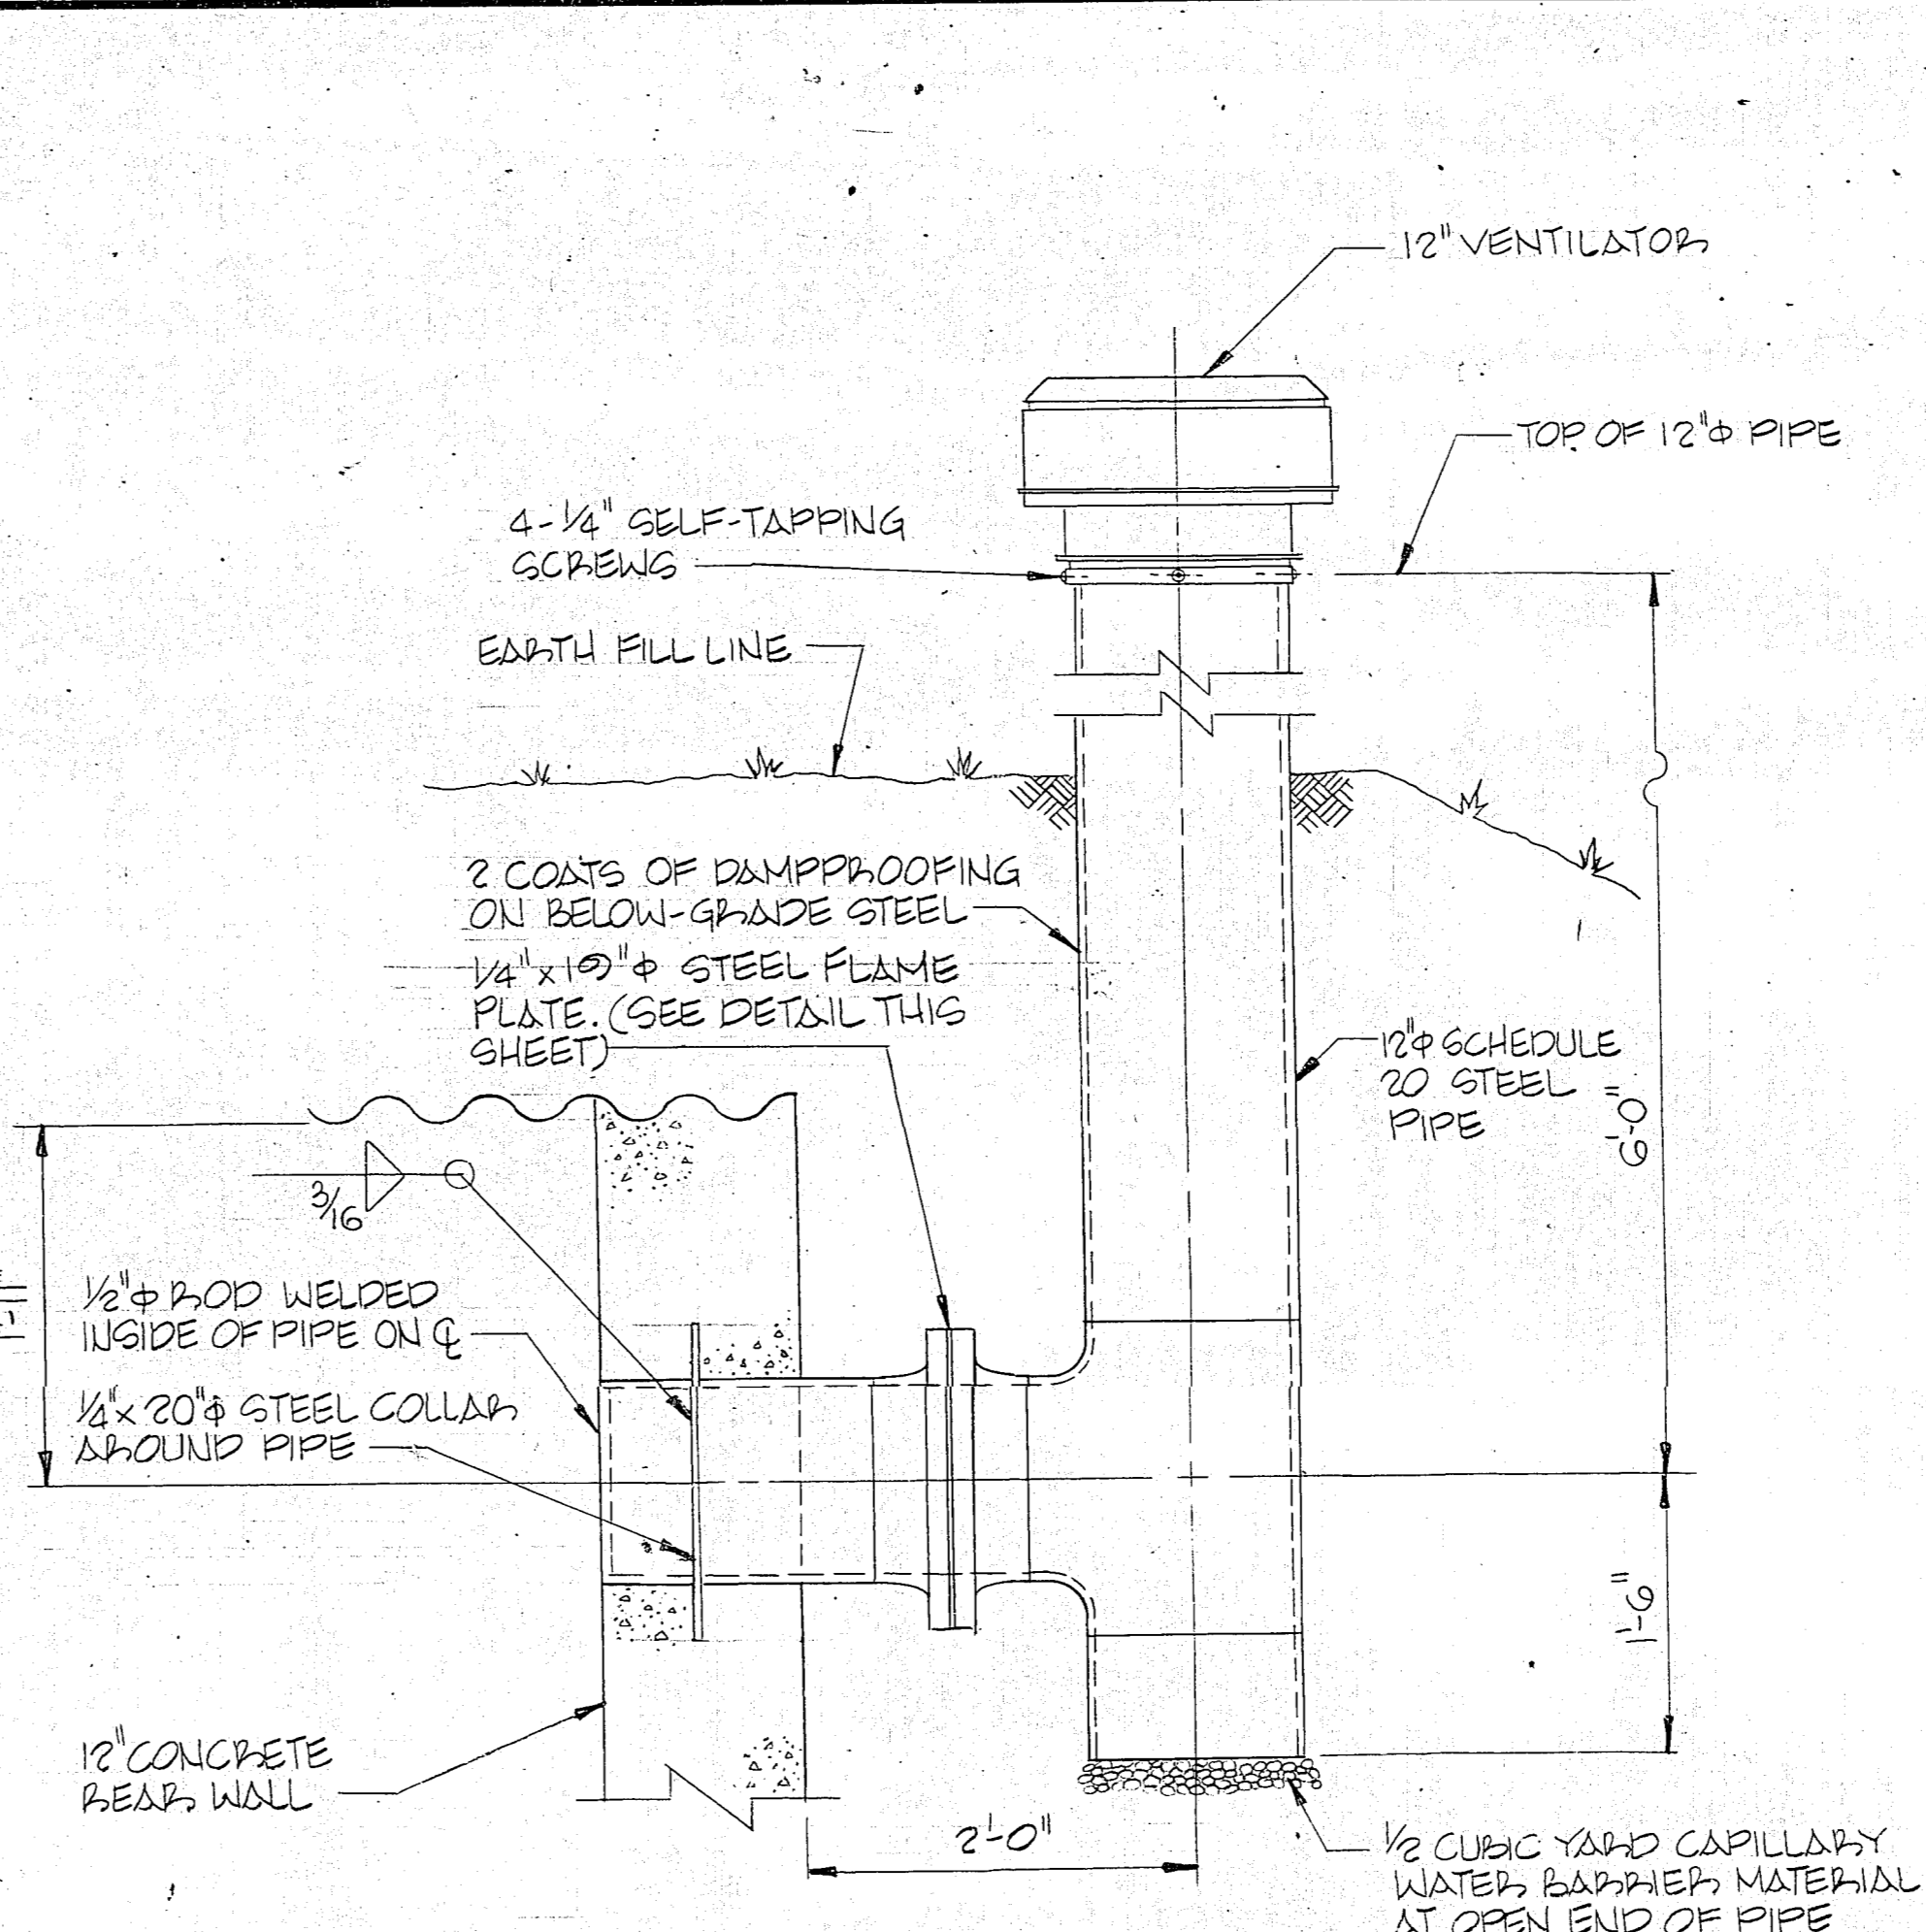 12" VENTILATOR
TOP OF 12"ϕ PIPE
4-1/4" SELF-TAPPING
SCREWS
EARTH FILL LINE
2 COATS OF DAMPPROOFING
ON BELOW-GRADE STEEL
1/4" x 19"ϕ STEEL FLAME
PLATE. (SEE DETAIL THIS
SHEET)
12"ϕ SCHEDULE
20 STEEL
PIPE
3/16
1/2"ϕ ROD WELDED
INSIDE OF PIPE ON ℄
1/4" x 20"ϕ STEEL COLLAR
AROUND PIPE
1'-6"
12" CONCRETE
REAR WALL
2'-0"
1/2 CUBIC YARD CAPILLARY
WATER BARRIER MATERIAL
AT OPEN END OF PIPE